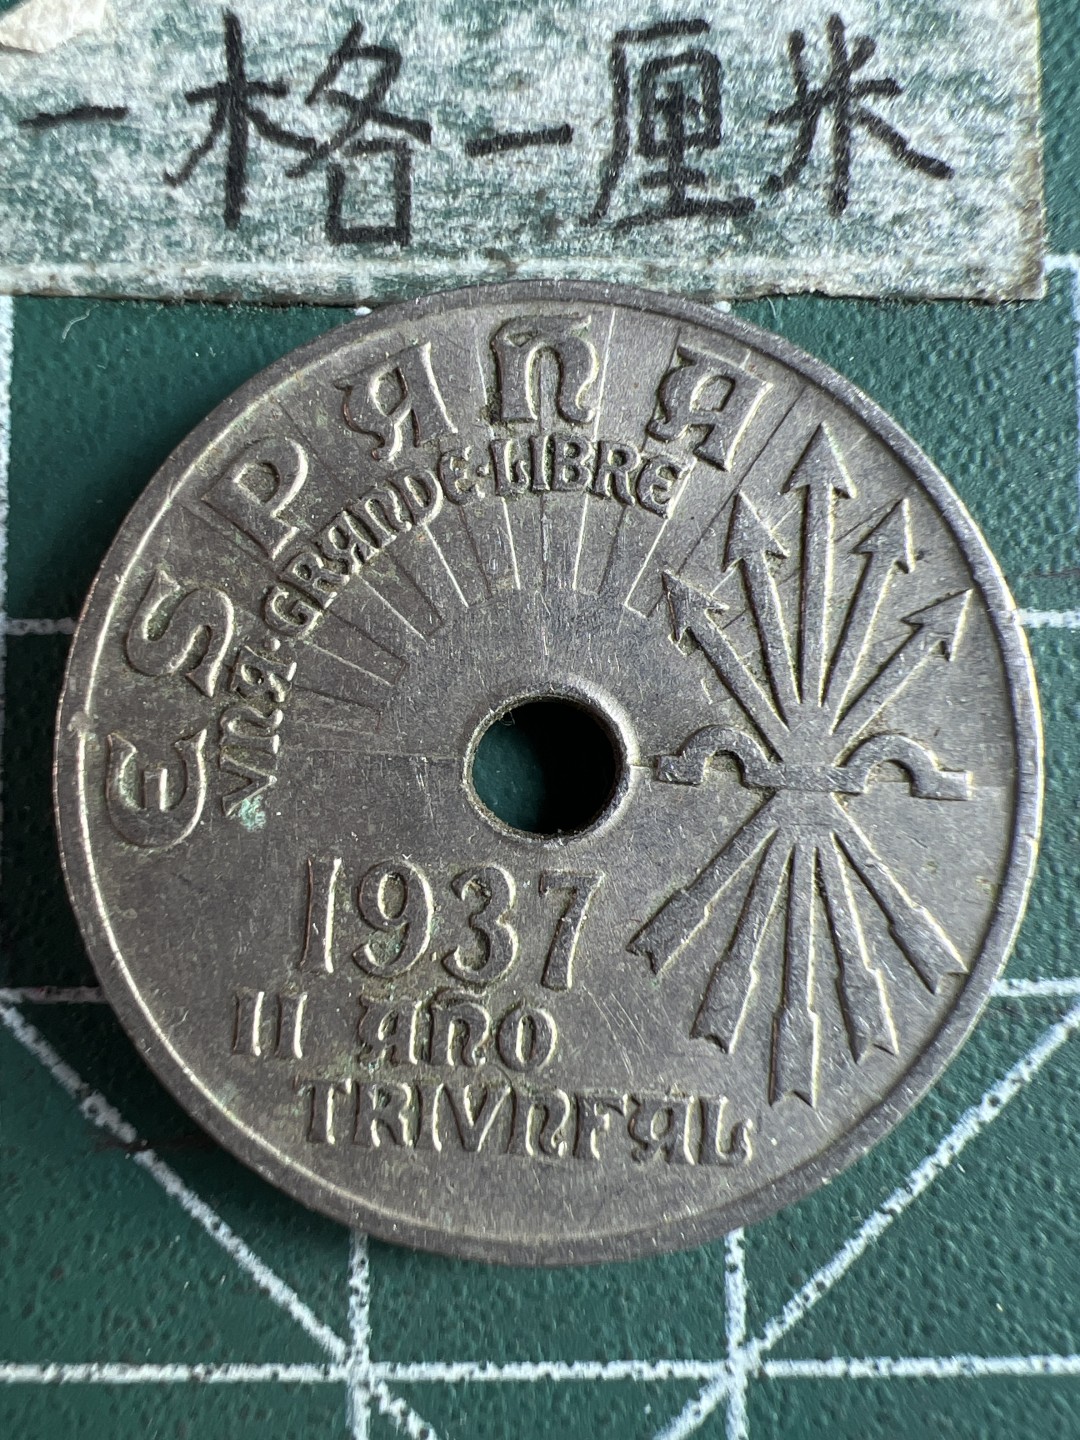 一格一厘米
ESPAÑA
VNA·GRANDE·LIBRE
1937
II AÑO
TRIVNFAL